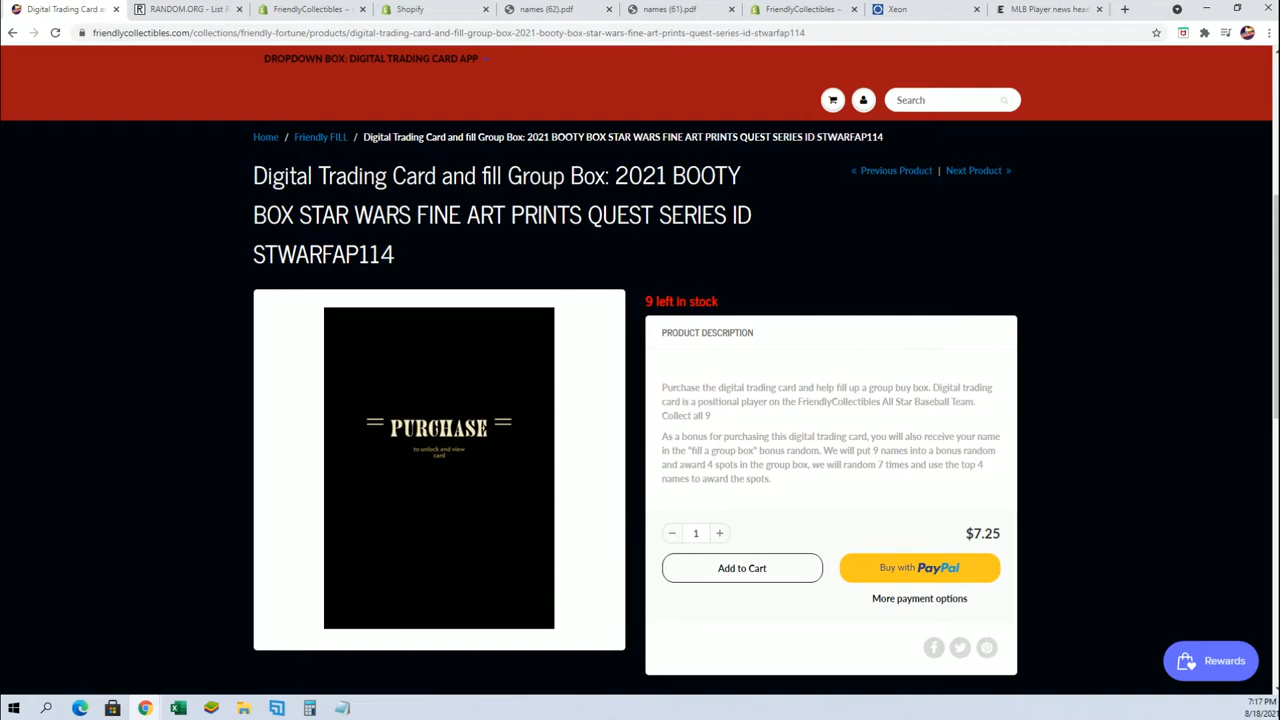 Digital Trading Card a
RANDOM.ORG - List R
FriendlyCollectibles ~
Shopify
names (62).pdf
names (61).pdf
FriendlyCollectibles ~
Xeon
MLB Player news head
friendlycollectibles.com/collections/friendly-fortune/products/digital-trading-card-and-fill-group-box-2021-booty-box-star-wars-fine-art-prints-quest-series-id-stwarfap114
DROPDOWN BOX: DIGITAL TRADING CARD APP
Search
Home / Friendly FILL / Digital Trading Card and fill Group Box: 2021 BOOTY BOX STAR WARS FINE ART PRINTS QUEST SERIES ID STWARFAP114
Digital Trading Card and fill Group Box: 2021 BOOTY
BOX STAR WARS FINE ART PRINTS QUEST SERIES ID
STWARFAP114
« Previous Product | Next Product »
PURCHASE
to unlock and view
card
9 left in stock
PRODUCT DESCRIPTION
Purchase the digital trading card and help fill up a group buy box. Digital trading
card is a positional player on the FriendlyCollectibles All Star Baseball Team.
Collect all 9
As a bonus for purchasing this digital trading card, you will also receive your name
in the "fill a group box" bonus random. We will put 9 names into a bonus random
and award 4 spots in the group box, we will random 7 times and use the top 4
names to award the spots.
− 1 +
$7.25
Add to Cart
Buy with PayPal
More payment options
Rewards
7:17 PM
8/18/2021